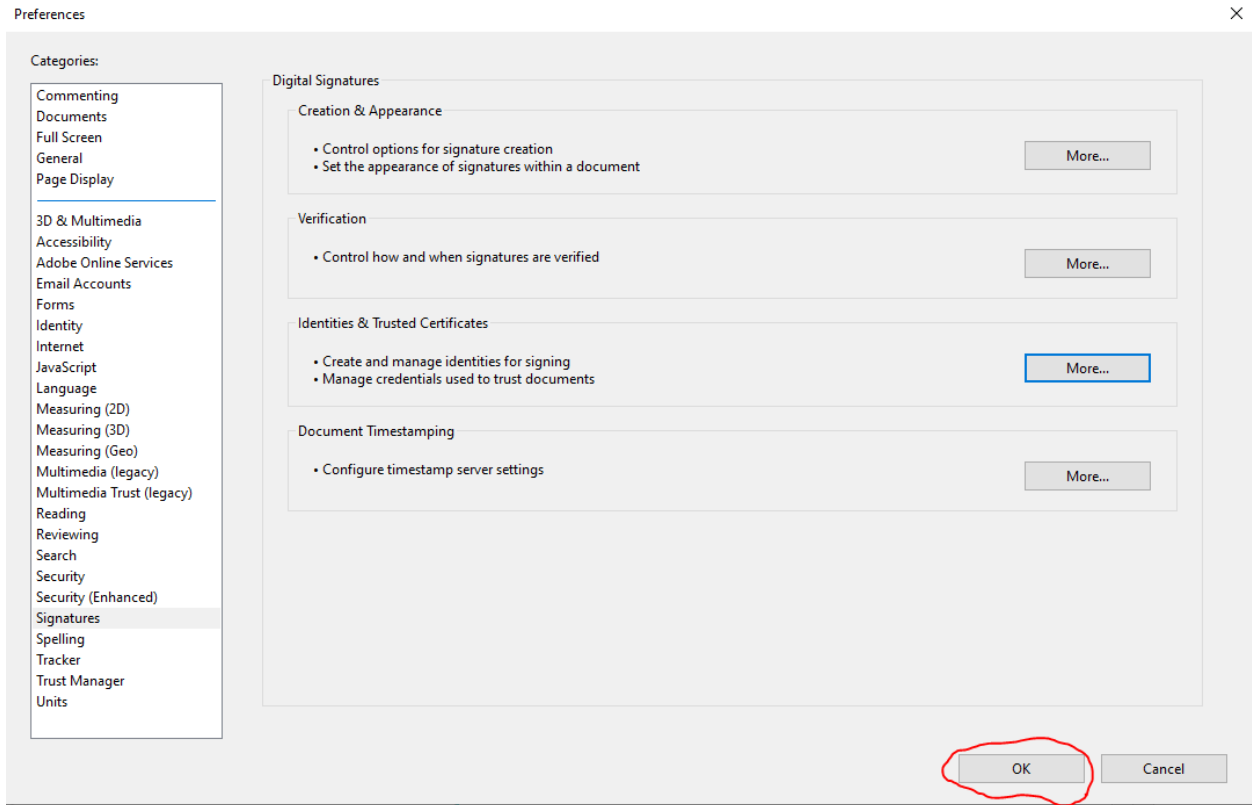 Preferences
Categories:
Commenting
Documents
Full Screen
General
Page Display
3D & Multimedia
Accessibility
Adobe Online Services
Email Accounts
Forms
Identity
Internet
JavaScript
Language
Measuring (2D)
Measuring (3D)
Measuring (Geo)
Multimedia (legacy)
Multimedia Trust (legacy)
Reading
Reviewing
Search
Security
Security (Enhanced)
Signatures
Spelling
Tracker
Trust Manager
Units
Digital Signatures
Creation & Appearance
• Control options for signature creation
• Set the appearance of signatures within a document
More...
Verification
• Control how and when signatures are verified
More...
Identities & Trusted Certificates
• Create and manage identities for signing
• Manage credentials used to trust documents
More...
Document Timestamping
• Configure timestamp server settings
More...
OK
Cancel